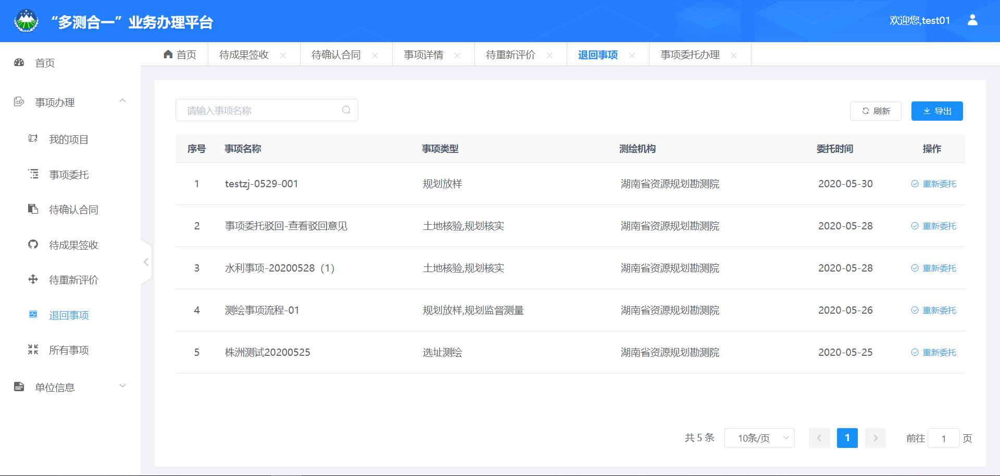 “多测合一”业务办理平台
欢迎您,test01
首页
事项办理
我的项目
事项委托
待确认合同
待成果签收
待重新评价
退回事项
所有事项
单位信息
首页 待成果签收 待确认合同 事项详情 待重新评价 退回事项 事项委托办理
请输入事项名称
刷新 导出
序号 事项名称 事项类型 测绘机构 委托时间 操作
1 testzj-0529-001 规划放样 湖南省资源规划勘测院 2020-05-30 重新委托
2 事项委托驳回-查看驳回意见 土地核验,规划核实 湖南省资源规划勘测院 2020-05-28 重新委托
3 水利事项-20200528（1） 土地核验,规划核实 湖南省资源规划勘测院 2020-05-28 重新委托
4 测绘事项流程-01 规划放样,规划监督测量 湖南省资源规划勘测院 2020-05-26 重新委托
5 株洲测试20200525 选址测绘 湖南省资源规划勘测院 2020-05-25 重新委托
共 5 条 10条/页 1 前往 1 页